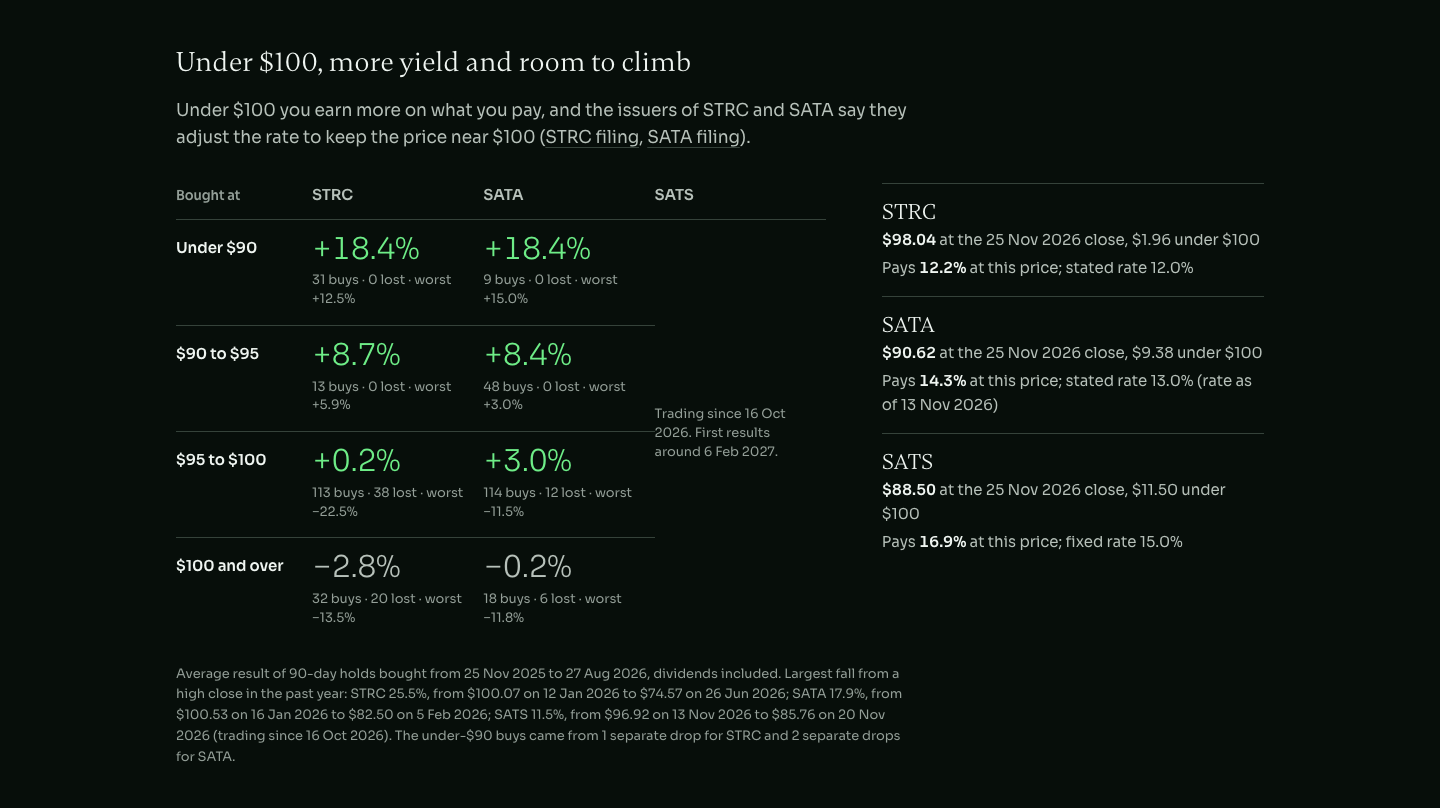 Under $100, more yield and room to climb
Under $100 you earn more on what you pay, and the issuers of STRC and SATA say they
adjust the rate to keep the price near $100 (STRC filing, SATA filing).
Bought at STRC SATA SATS
Under $90 +18.4% +18.4%
31 buys · 0 lost · worst 9 buys · 0 lost · worst
+12.5% +15.0%
$90 to $95 +8.7% +8.4%
13 buys · 0 lost · worst 48 buys · 0 lost · worst
+5.9% +3.0%
$95 to $100 +0.2% +3.0%
113 buys · 38 lost · worst 114 buys · 12 lost · worst
−22.5% −11.5%
$100 and over −2.8% −0.2%
32 buys · 20 lost · worst 18 buys · 6 lost · worst
−13.5% −11.8%
Trading since 16 Oct
2026. First results
around 6 Feb 2027.
STRC
$98.04 at the 25 Nov 2026 close, $1.96 under $100
Pays 12.2% at this price; stated rate 12.0%
SATA
$90.62 at the 25 Nov 2026 close, $9.38 under $100
Pays 14.3% at this price; stated rate 13.0% (rate as
of 13 Nov 2026)
SATS
$88.50 at the 25 Nov 2026 close, $11.50 under
$100
Pays 16.9% at this price; fixed rate 15.0%
Average result of 90-day holds bought from 25 Nov 2025 to 27 Aug 2026, dividends included. Largest fall from a
high close in the past year: STRC 25.5%, from $100.07 on 12 Jan 2026 to $74.57 on 26 Jun 2026; SATA 17.9%, from
$100.53 on 16 Jan 2026 to $82.50 on 5 Feb 2026; SATS 11.5%, from $96.92 on 13 Nov 2026 to $85.76 on 20 Nov
2026 (trading since 16 Oct 2026). The under-$90 buys came from 1 separate drop for STRC and 2 separate drops
for SATA.